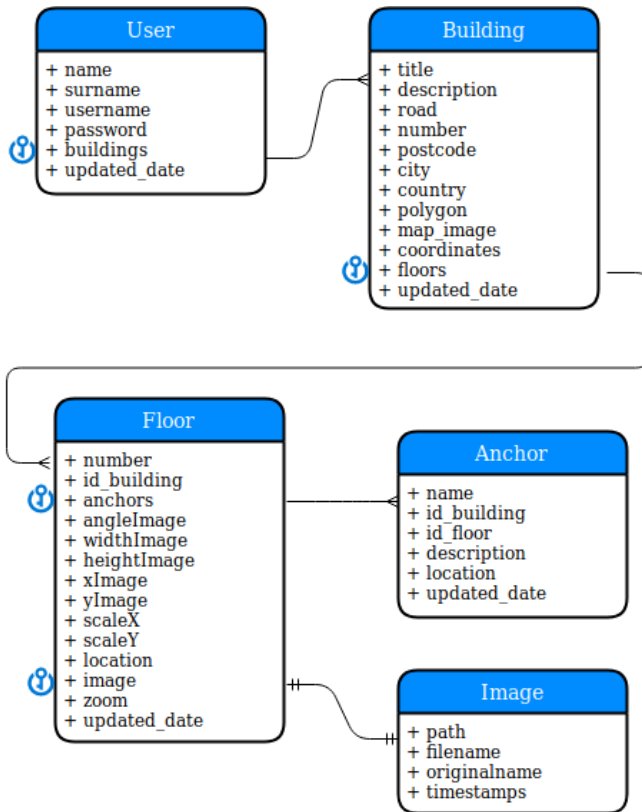 User
+ name
+ surname
+ username
+ password
+ buildings
+ updated_date
Building
+ title
+ description
+ road
+ number
+ postcode
+ city
+ country
+ polygon
+ map_image
+ coordinates
+ floors
+ updated_date
Floor
+ number
+ id_building
+ anchors
+ angleImage
+ widthImage
+ heightImage
+ xImage
+ yImage
+ scaleX
+ scaleY
+ location
+ image
+ zoom
+ updated_date
Anchor
+ name
+ id_building
+ id_floor
+ description
+ location
+ updated_date
Image
+ path
+ filename
+ originalname
+ timestamps